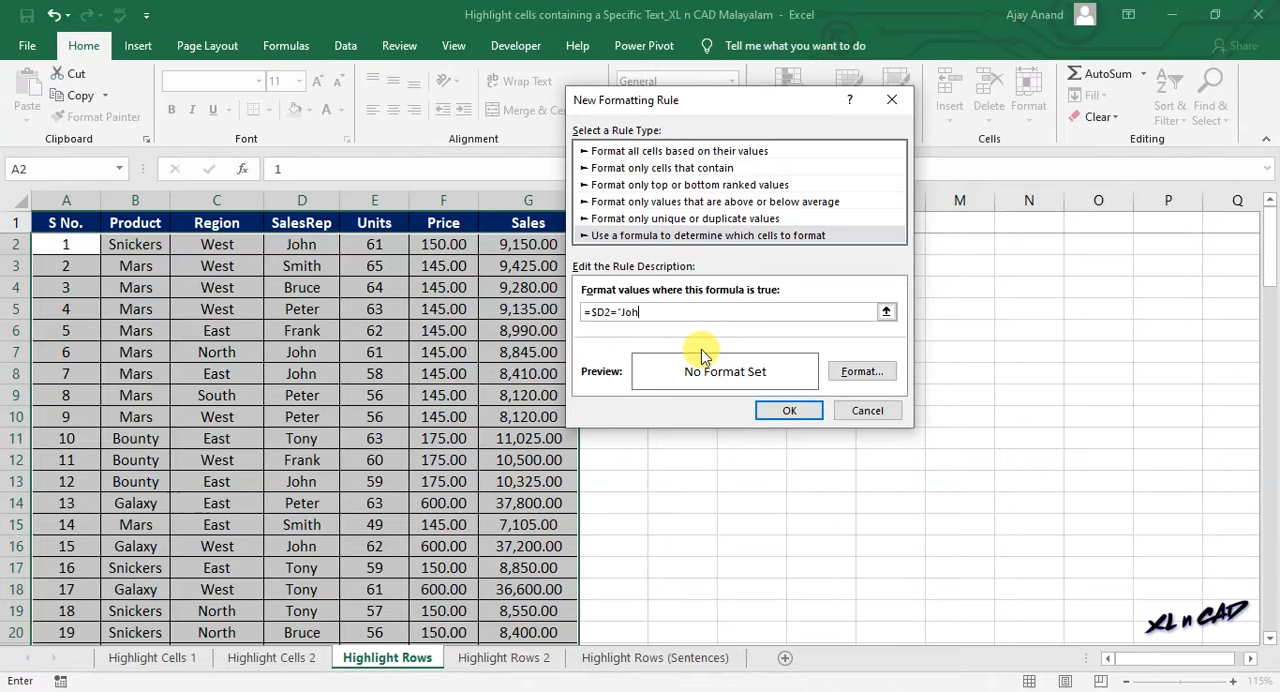 Highlight cells containing a Specific Text_XL n CAD Malayalam - Excel
Ajay Anand
File Home Insert Page Layout Formulas Data Review View Developer Help Power Pivot Tell me what you want to do Share
Paste Cut Copy Format Painter
11
Wrap Text
Merge & Cen
General
Insert Delete Format
AutoSum Fill Clear
Sort & Filter Find & Select
Clipboard Font Alignment Cells Editing
A2 fx 1
New Formatting Rule ?
Select a Rule Type:
► Format all cells based on their values
► Format only cells that contain
► Format only top or bottom ranked values
► Format only values that are above or below average
► Format only unique or duplicate values
► Use a formula to determine which cells to format
Edit the Rule Description:
Format values where this formula is true:
=$D2="Joh
Preview: No Format Set Format...
OK Cancel
A B C D E F G M N O P Q
1 S No. Product Region SalesRep Units Price Sales
2 1 Snickers West John 61 150.00 9,150.00
3 2 Mars West Smith 65 145.00 9,425.00
4 3 Mars West Bruce 64 145.00 9,280.00
5 4 Mars West Peter 63 145.00 9,135.00
6 5 Mars East Frank 62 145.00 8,990.00
7 6 Mars North John 61 145.00 8,845.00
8 7 Mars East John 58 145.00 8,410.00
9 8 Mars South Peter 56 145.00 8,120.00
10 9 Mars West Peter 56 145.00 8,120.00
11 10 Bounty East Tony 63 175.00 11,025.00
12 11 Bounty West Frank 60 175.00 10,500.00
13 12 Bounty East John 59 175.00 10,325.00
14 13 Galaxy East Peter 63 600.00 37,800.00
15 14 Mars East Smith 49 145.00 7,105.00
16 15 Galaxy West John 62 600.00 37,200.00
17 16 Snickers East Tony 59 150.00 8,850.00
18 17 Galaxy West Tony 61 600.00 36,600.00
19 18 Snickers North Tony 57 150.00 8,550.00
20 19 Snickers North Bruce 56 150.00 8,400.00
XL n CAD
Highlight Cells 1 Highlight Cells 2 Highlight Rows Highlight Rows 2 Highlight Rows (Sentences)
Enter 115%